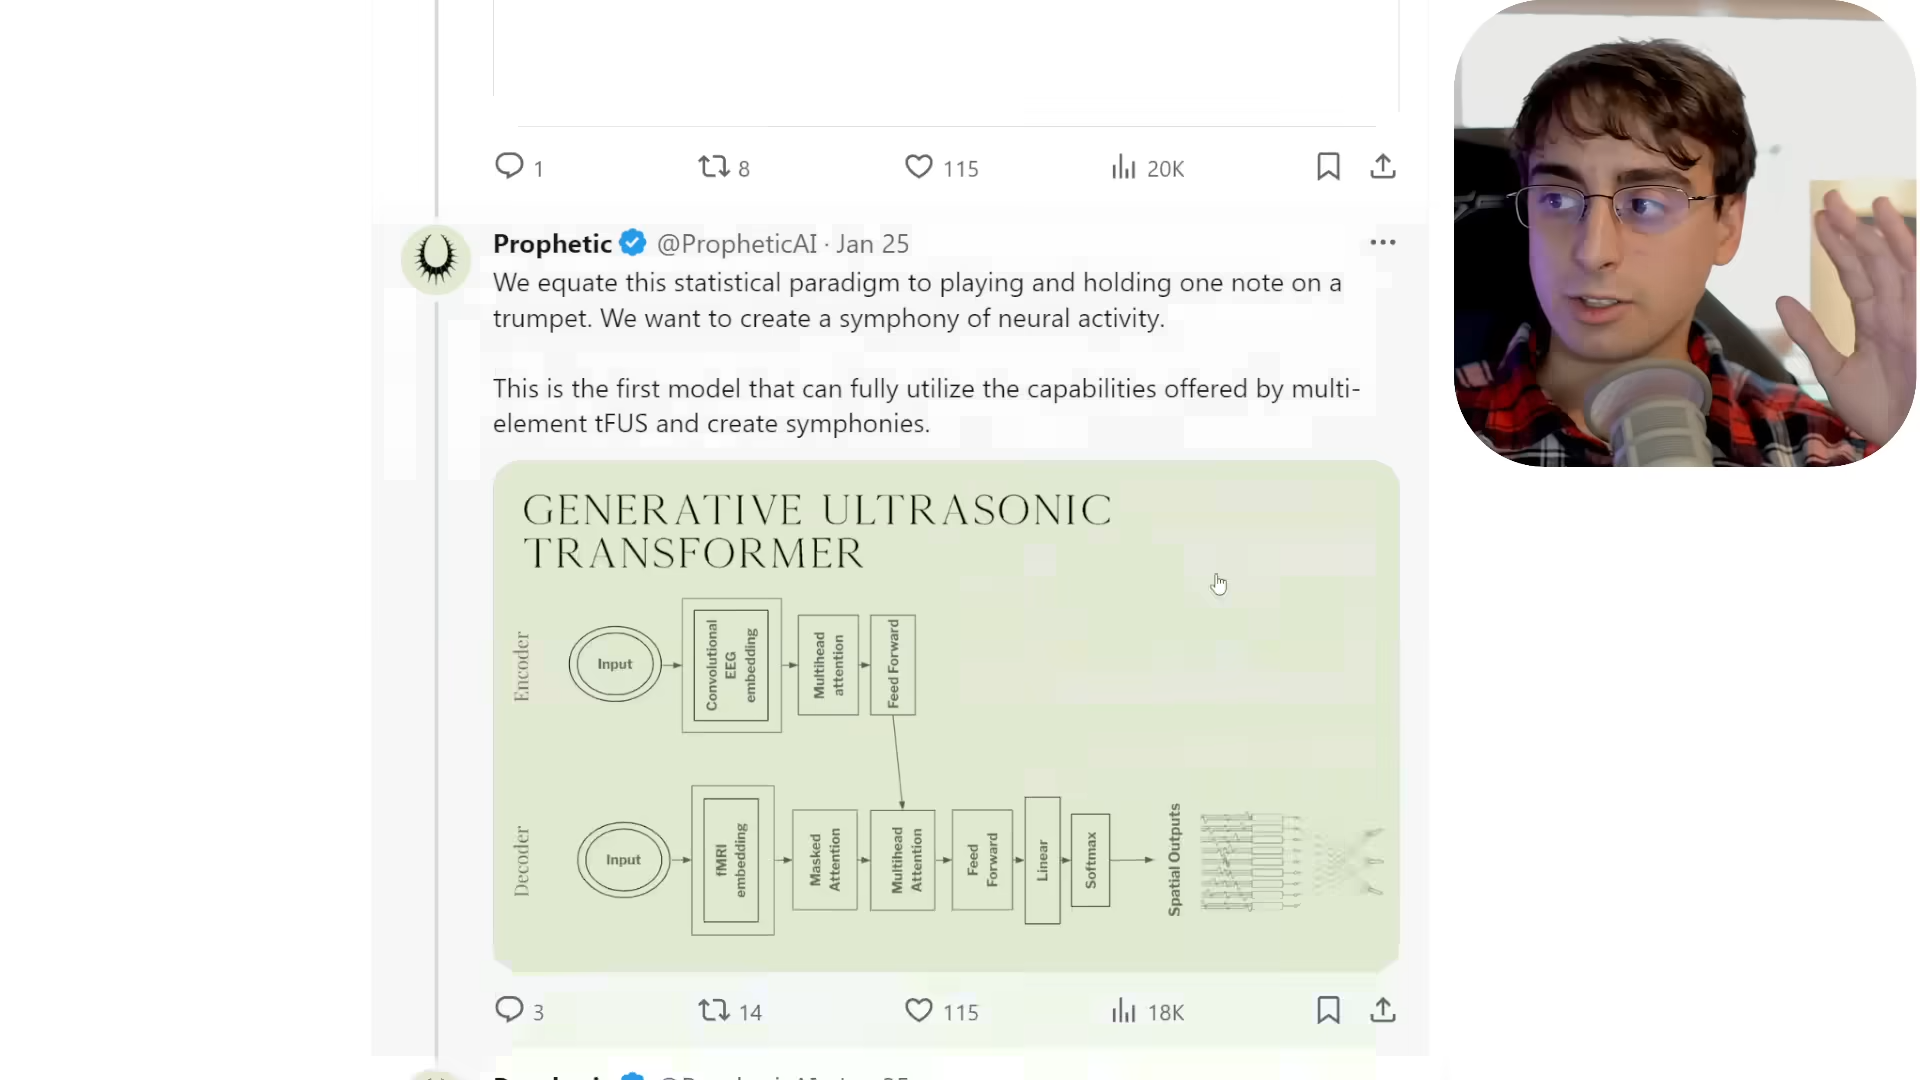 1 8 115 20K
Prophetic @PropheticAI · Jan 25
We equate this statistical paradigm to playing and holding one note on a
trumpet. We want to create a symphony of neural activity.
This is the first model that can fully utilize the capabilities offered by multi-
element tFUS and create symphonies.
GENERATIVE ULTRASONIC
TRANSFORMER
Encoder
Input
Convolutional
EEG
embedding
Multihead
attention
Feed Forward
Decoder
Input
fMRI
embedding
Masked
Attention
Multihead
Attention
Feed
Forward
Linear
Softmax
Spatial Outputs
3 14 115 18K